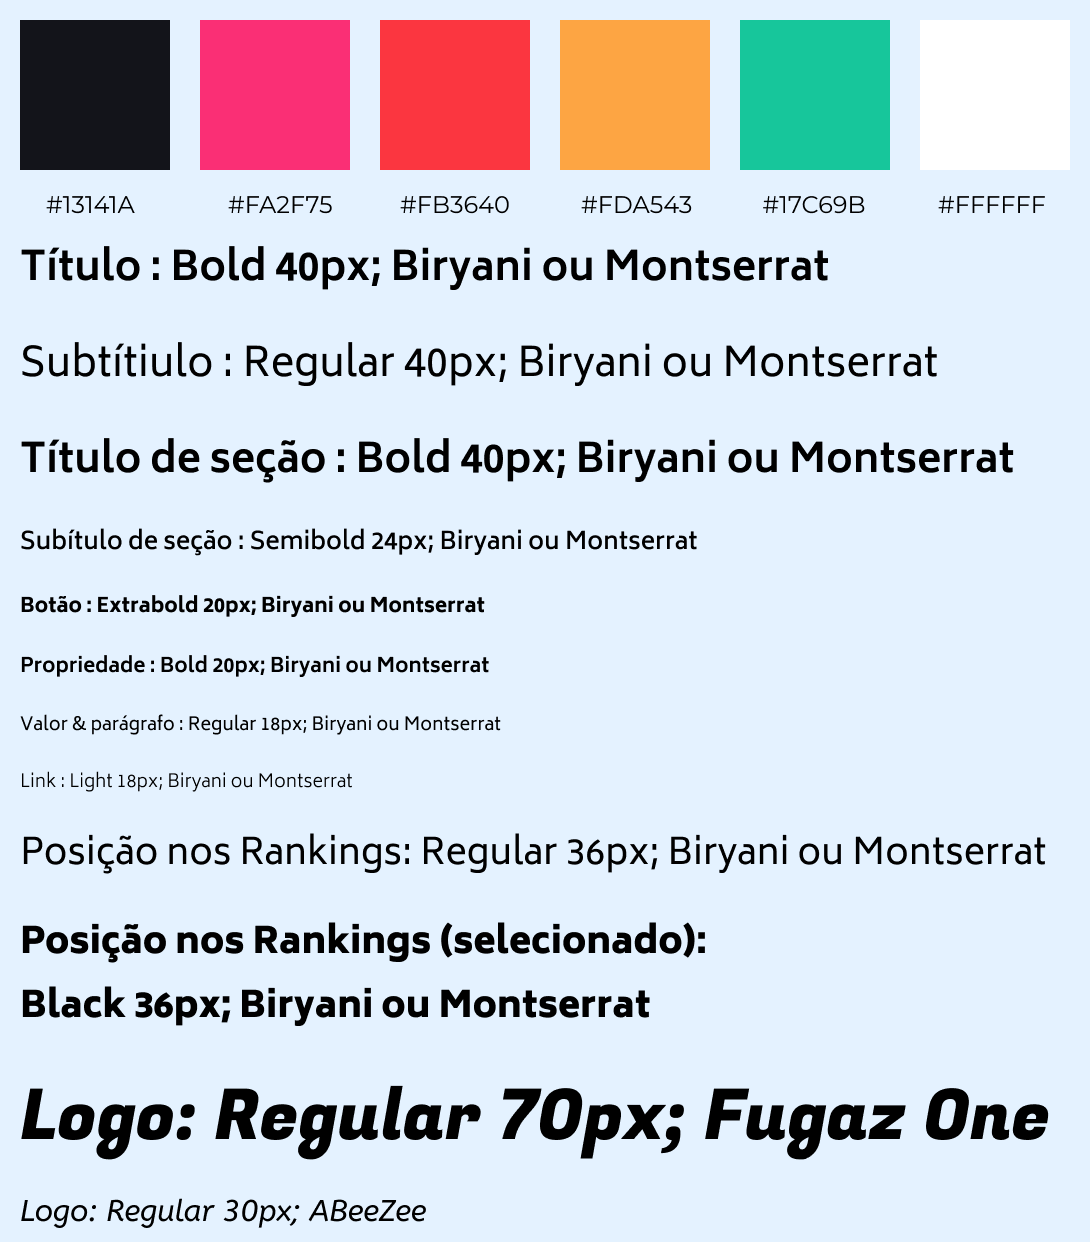 #13141A #FA2F75 #FB3640 #FDA543 #17C69B #FFFFFF
Título : Bold 40px; Biryani ou Montserrat
Subtítiulo : Regular 40px; Biryani ou Montserrat
Título de seção : Bold 40px; Biryani ou Montserrat
Subítulo de seção : Semibold 24px; Biryani ou Montserrat
Botão : Extrabold 20px; Biryani ou Montserrat
Propriedade : Bold 20px; Biryani ou Montserrat
Valor & parágrafo : Regular 18px; Biryani ou Montserrat
Link : Light 18px; Biryani ou Montserrat
Posição nos Rankings: Regular 36px; Biryani ou Montserrat
Posição nos Rankings (selecionado):
Black 36px; Biryani ou Montserrat
Logo: Regular 70px; Fugaz One
Logo: Regular 30px; ABeeZee